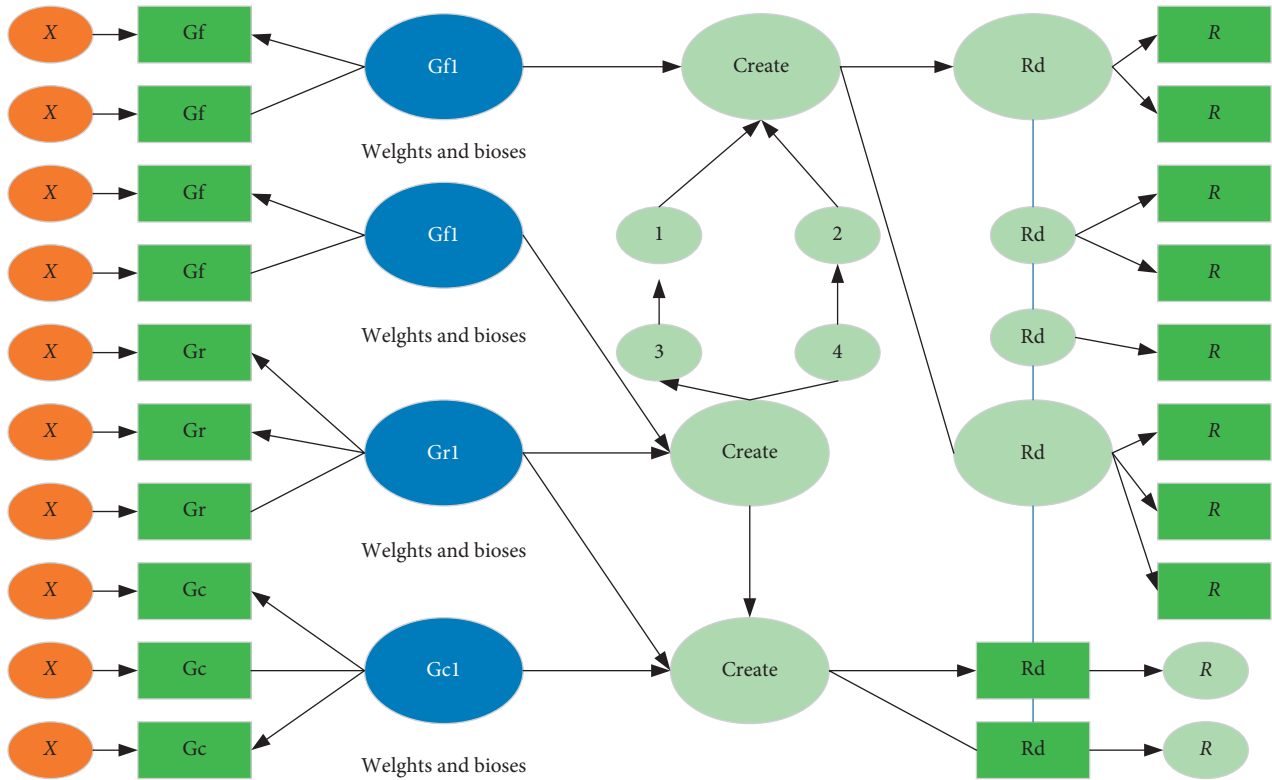 X Gf Gf1 Create Rd R
X Gf R
Welghts and bioses
X Gf R
Gf1 1 2 Rd
X Gf R
Welghts and bioses
X Gr 3 4 Rd R
X Gr R
Gr1 Create Rd
X Gr R
Welghts and bioses
X Gc R
X Gc Gc1 Create Rd R
X Gc Rd R
Welghts and bioses